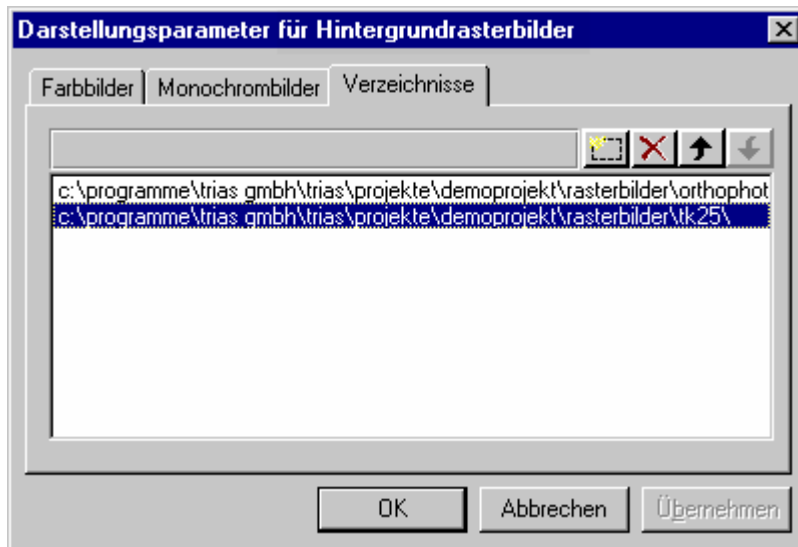 Darstellungsparameter für Hintergrundrasterbilder
Farbbilder Monochrombilder Verzeichnisse
c:\programme\trias gmbh\trias\projekte\demoprojekt\rasterbilder\orthophot
c:\programme\trias gmbh\trias\projekte\demoprojekt\rasterbilder\tk25\
OK Abbrechen Übernehmen